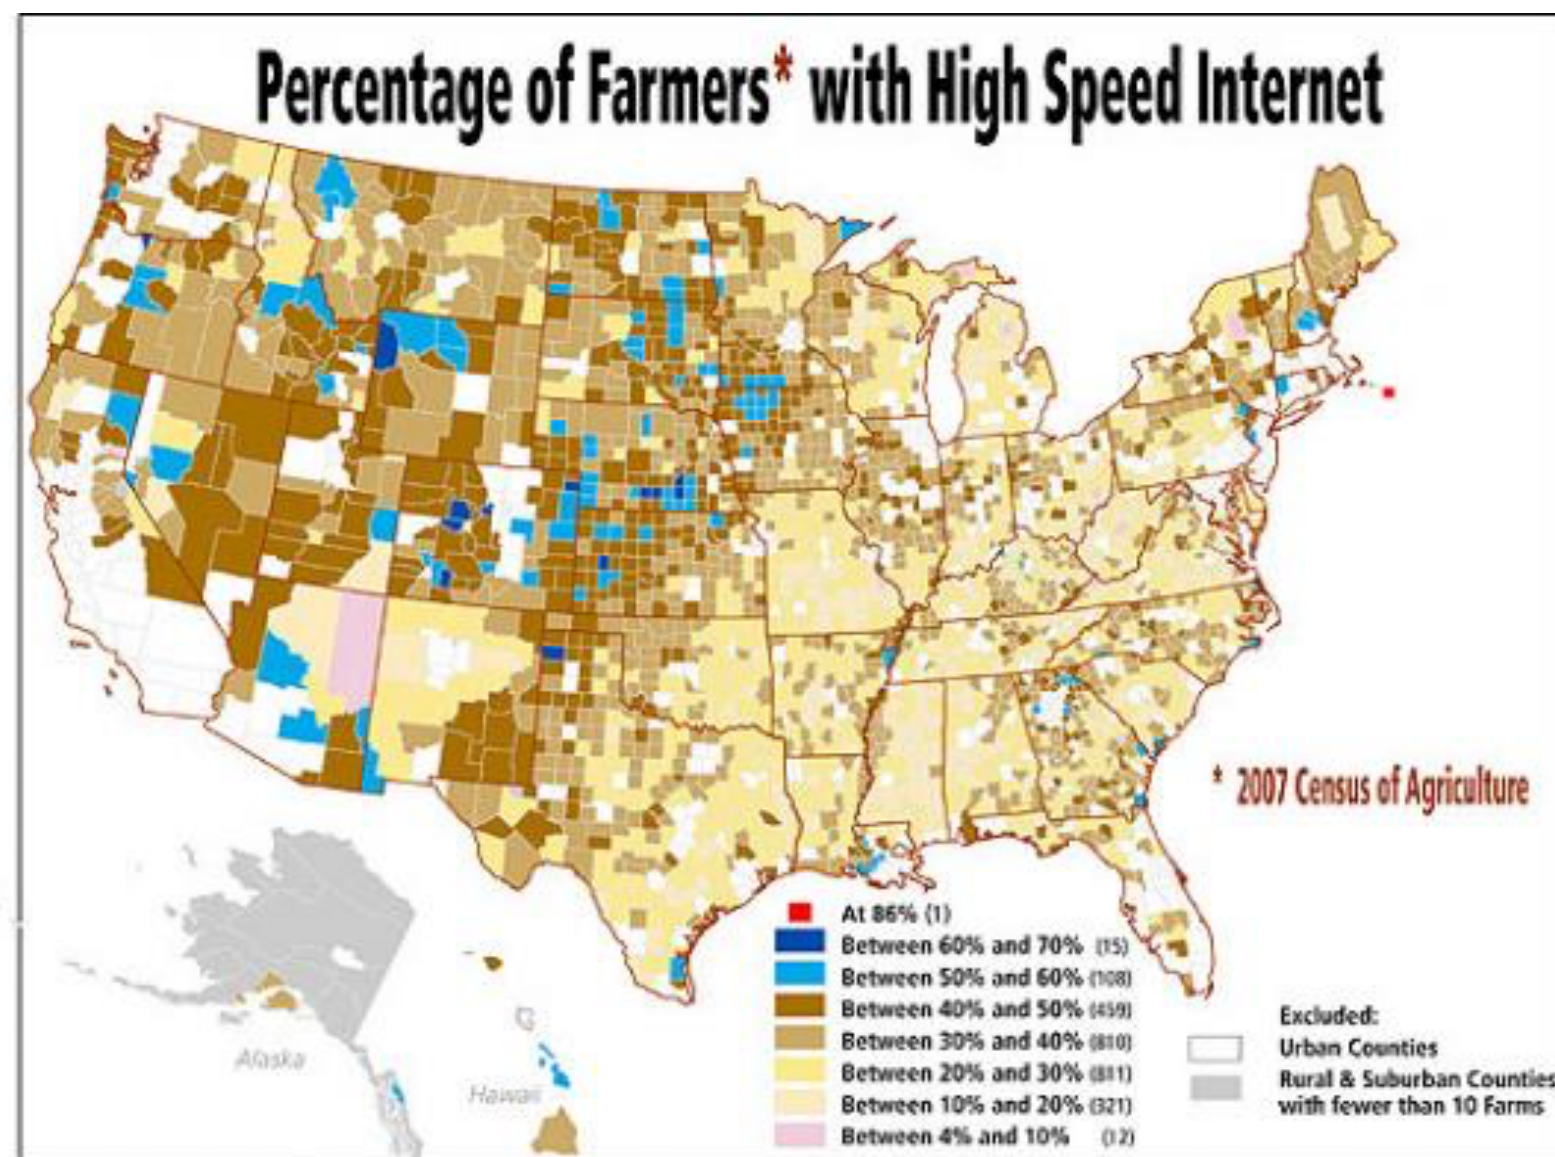 Percentage of Farmers* with High Speed Internet
* 2007 Census of Agriculture
At 86% (1)
Between 60% and 70% (15)
Between 50% and 60% (108)
Between 40% and 50% (459)
Between 30% and 40% (810)
Between 20% and 30% (811)
Between 10% and 20% (321)
Between 4% and 10% (12)
Excluded:
Urban Counties
Rural & Suburban Counties
with fewer than 10 Farms
Alaska
Hawaii